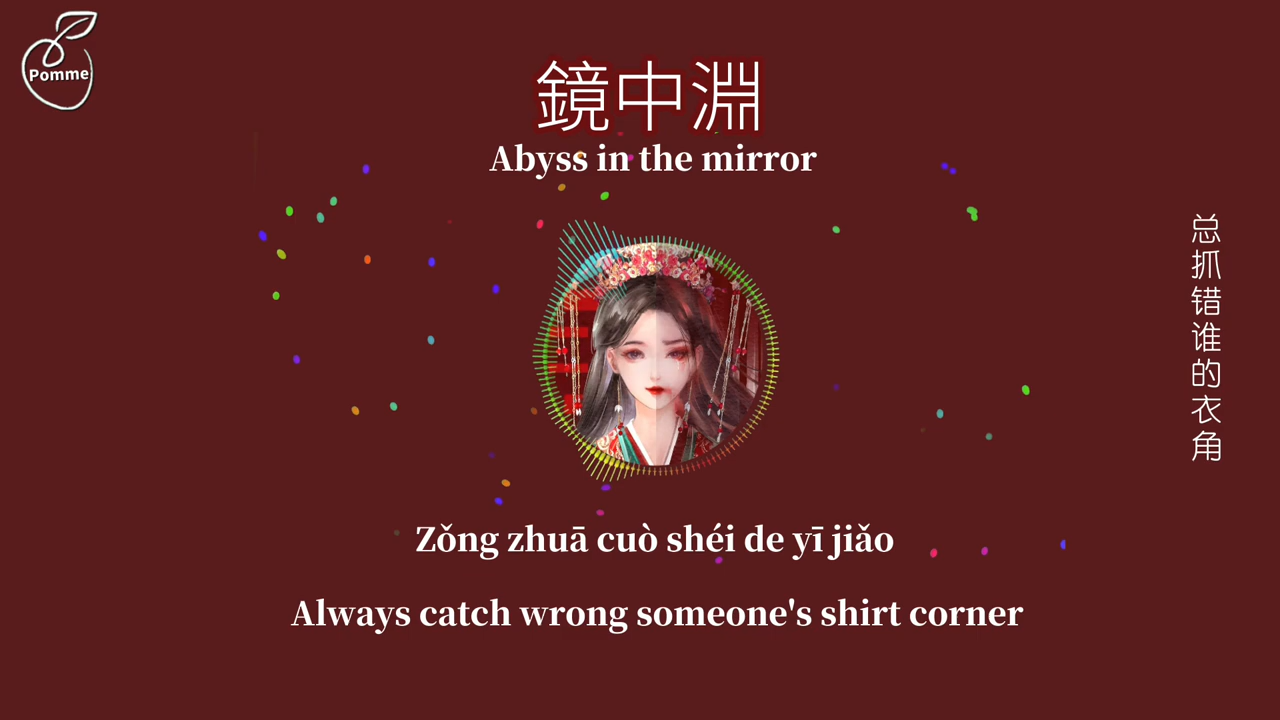 Pomme
鏡中淵
Abyss in the mirror
总抓错谁的衣角
Zǒng zhuā cuò shéi de yī jiǎo
Always catch wrong someone's shirt corner